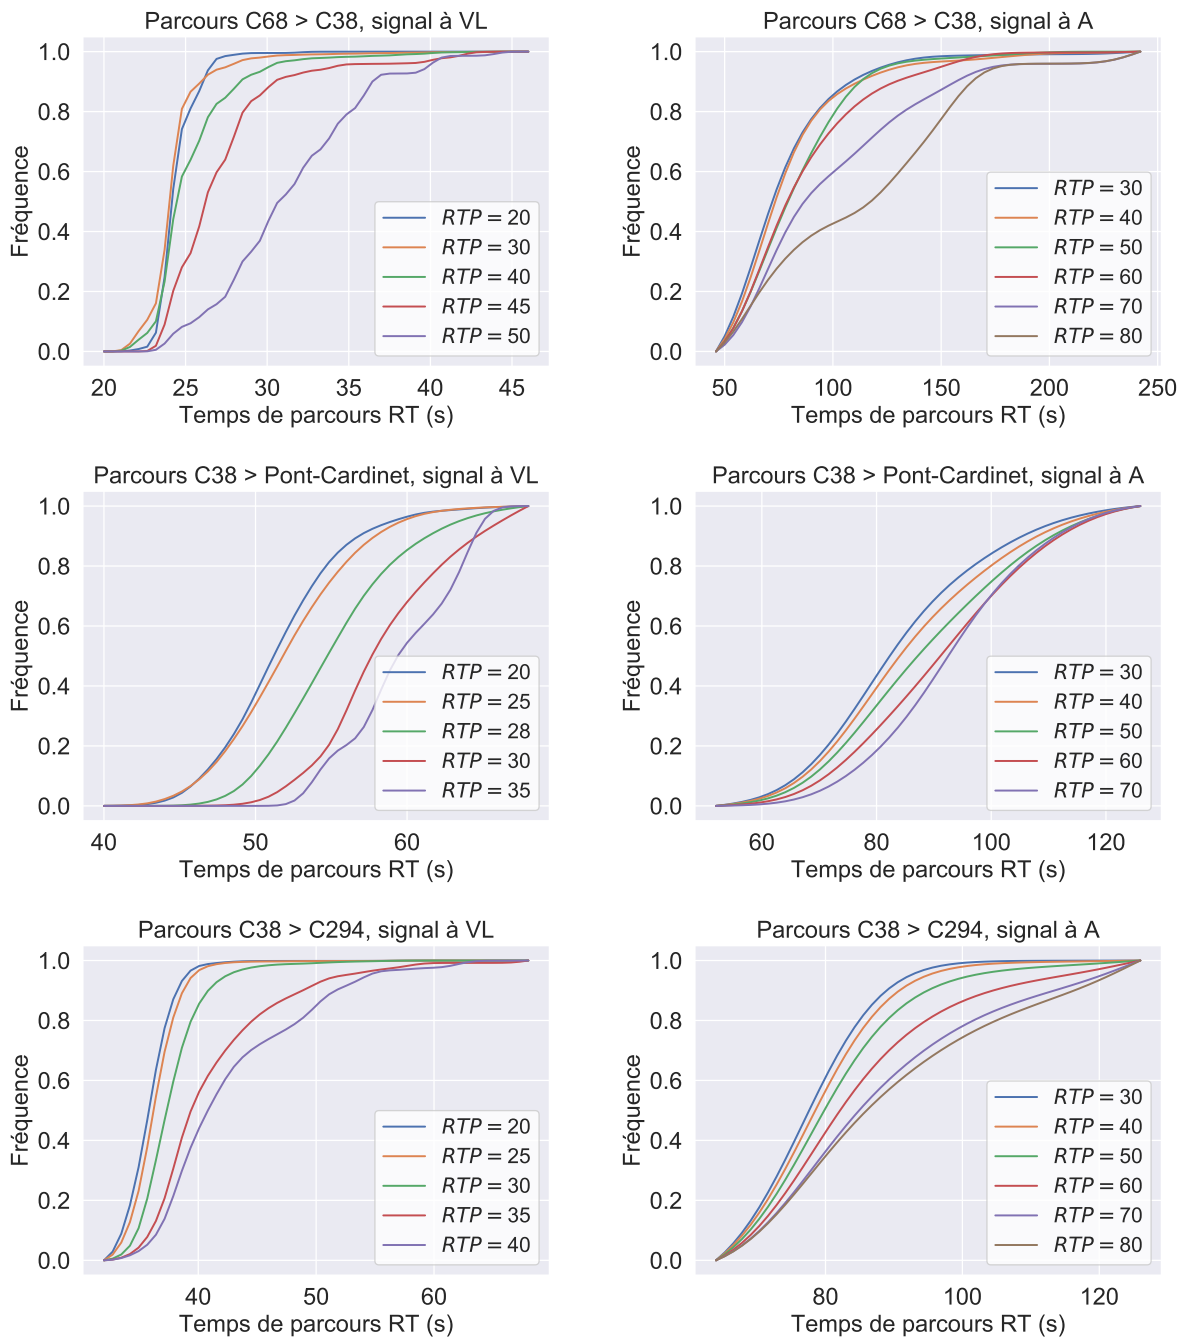 Parcours C68 > C38, signal à VL
1.0
0.8
0.6
0.4
0.2
0.0
Fréquence
20 25 30 35 40 45
Temps de parcours RT (s)
RTP = 20
RTP = 30
RTP = 40
RTP = 45
RTP = 50
Parcours C68 > C38, signal à A
1.0
0.8
0.6
0.4
0.2
0.0
Fréquence
50 100 150 200 250
Temps de parcours RT (s)
RTP = 30
RTP = 40
RTP = 50
RTP = 60
RTP = 70
RTP = 80
Parcours C38 > Pont-Cardinet, signal à VL
1.0
0.8
0.6
0.4
0.2
0.0
Fréquence
40 50 60
Temps de parcours RT (s)
RTP = 20
RTP = 25
RTP = 28
RTP = 30
RTP = 35
Parcours C38 > Pont-Cardinet, signal à A
1.0
0.8
0.6
0.4
0.2
0.0
Fréquence
60 80 100 120
Temps de parcours RT (s)
RTP = 30
RTP = 40
RTP = 50
RTP = 60
RTP = 70
Parcours C38 > C294, signal à VL
1.0
0.8
0.6
0.4
0.2
0.0
Fréquence
40 50 60
Temps de parcours RT (s)
RTP = 20
RTP = 25
RTP = 30
RTP = 35
RTP = 40
Parcours C38 > C294, signal à A
1.0
0.8
0.6
0.4
0.2
0.0
Fréquence
80 100 120
Temps de parcours RT (s)
RTP = 30
RTP = 40
RTP = 50
RTP = 60
RTP = 70
RTP = 80